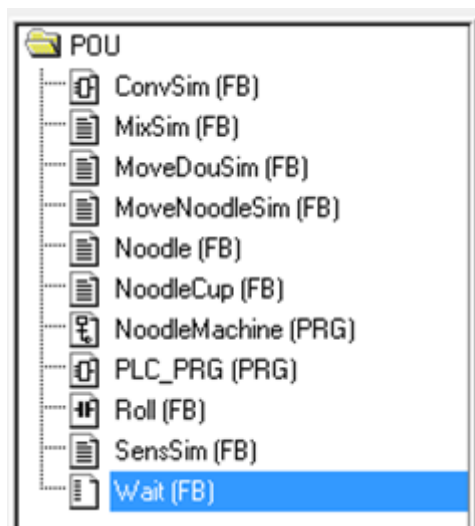 POU
ConvSim (FB)
MixSim (FB)
MoveDouSim (FB)
MoveNoodleSim (FB)
Noodle (FB)
NoodleCup (FB)
NoodleMachine (PRG)
PLC_PRG (PRG)
Roll (FB)
SensSim (FB)
Wait (FB)